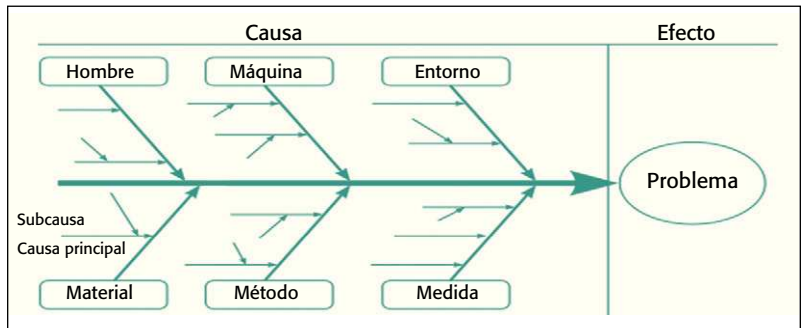 Causa
Efecto
Hombre
Máquina
Entorno
Problema
Subcausa
Causa principal
Material
Método
Medida